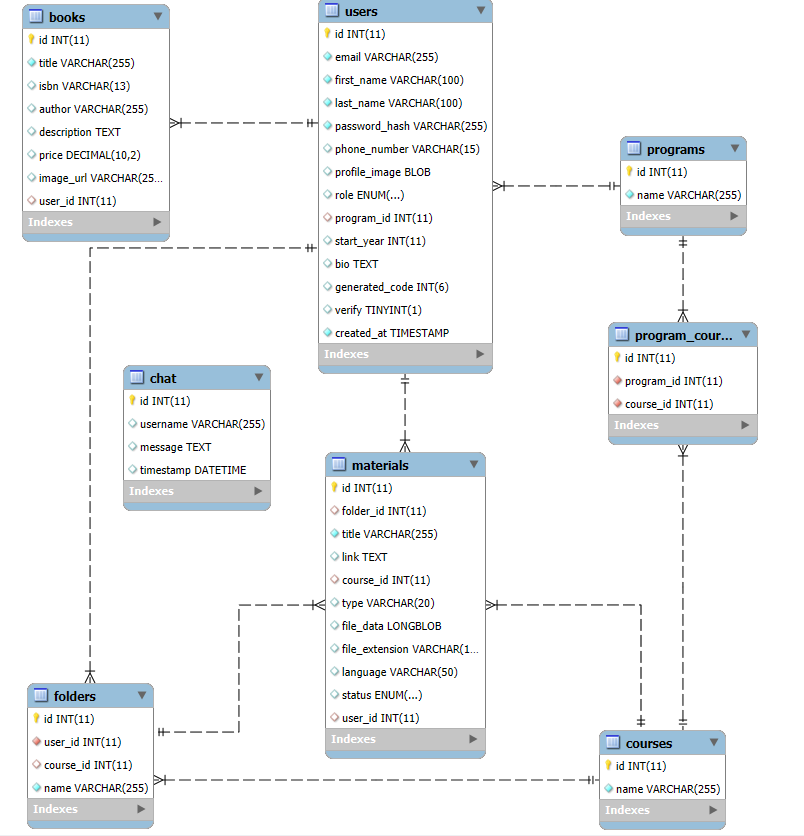 books
id INT(11)
title VARCHAR(255)
isbn VARCHAR(13)
author VARCHAR(255)
description TEXT
price DECIMAL(10,2)
image_url VARCHAR(25...
user_id INT(11)
Indexes
users
id INT(11)
email VARCHAR(255)
first_name VARCHAR(100)
last_name VARCHAR(100)
password_hash VARCHAR(255)
phone_number VARCHAR(15)
profile_image BLOB
role ENUM(...)
program_id INT(11)
start_year INT(11)
bio TEXT
generated_code INT(6)
verify TINYINT(1)
created_at TIMESTAMP
Indexes
programs
id INT(11)
name VARCHAR(255)
Indexes
program_cour...
id INT(11)
program_id INT(11)
course_id INT(11)
Indexes
chat
id INT(11)
username VARCHAR(255)
message TEXT
timestamp DATETIME
Indexes
materials
id INT(11)
folder_id INT(11)
title VARCHAR(255)
link TEXT
course_id INT(11)
type VARCHAR(20)
file_data LONGBLOB
file_extension VARCHAR(1...
language VARCHAR(50)
status ENUM(...)
user_id INT(11)
Indexes
folders
id INT(11)
user_id INT(11)
course_id INT(11)
name VARCHAR(255)
Indexes
courses
id INT(11)
name VARCHAR(255)
Indexes